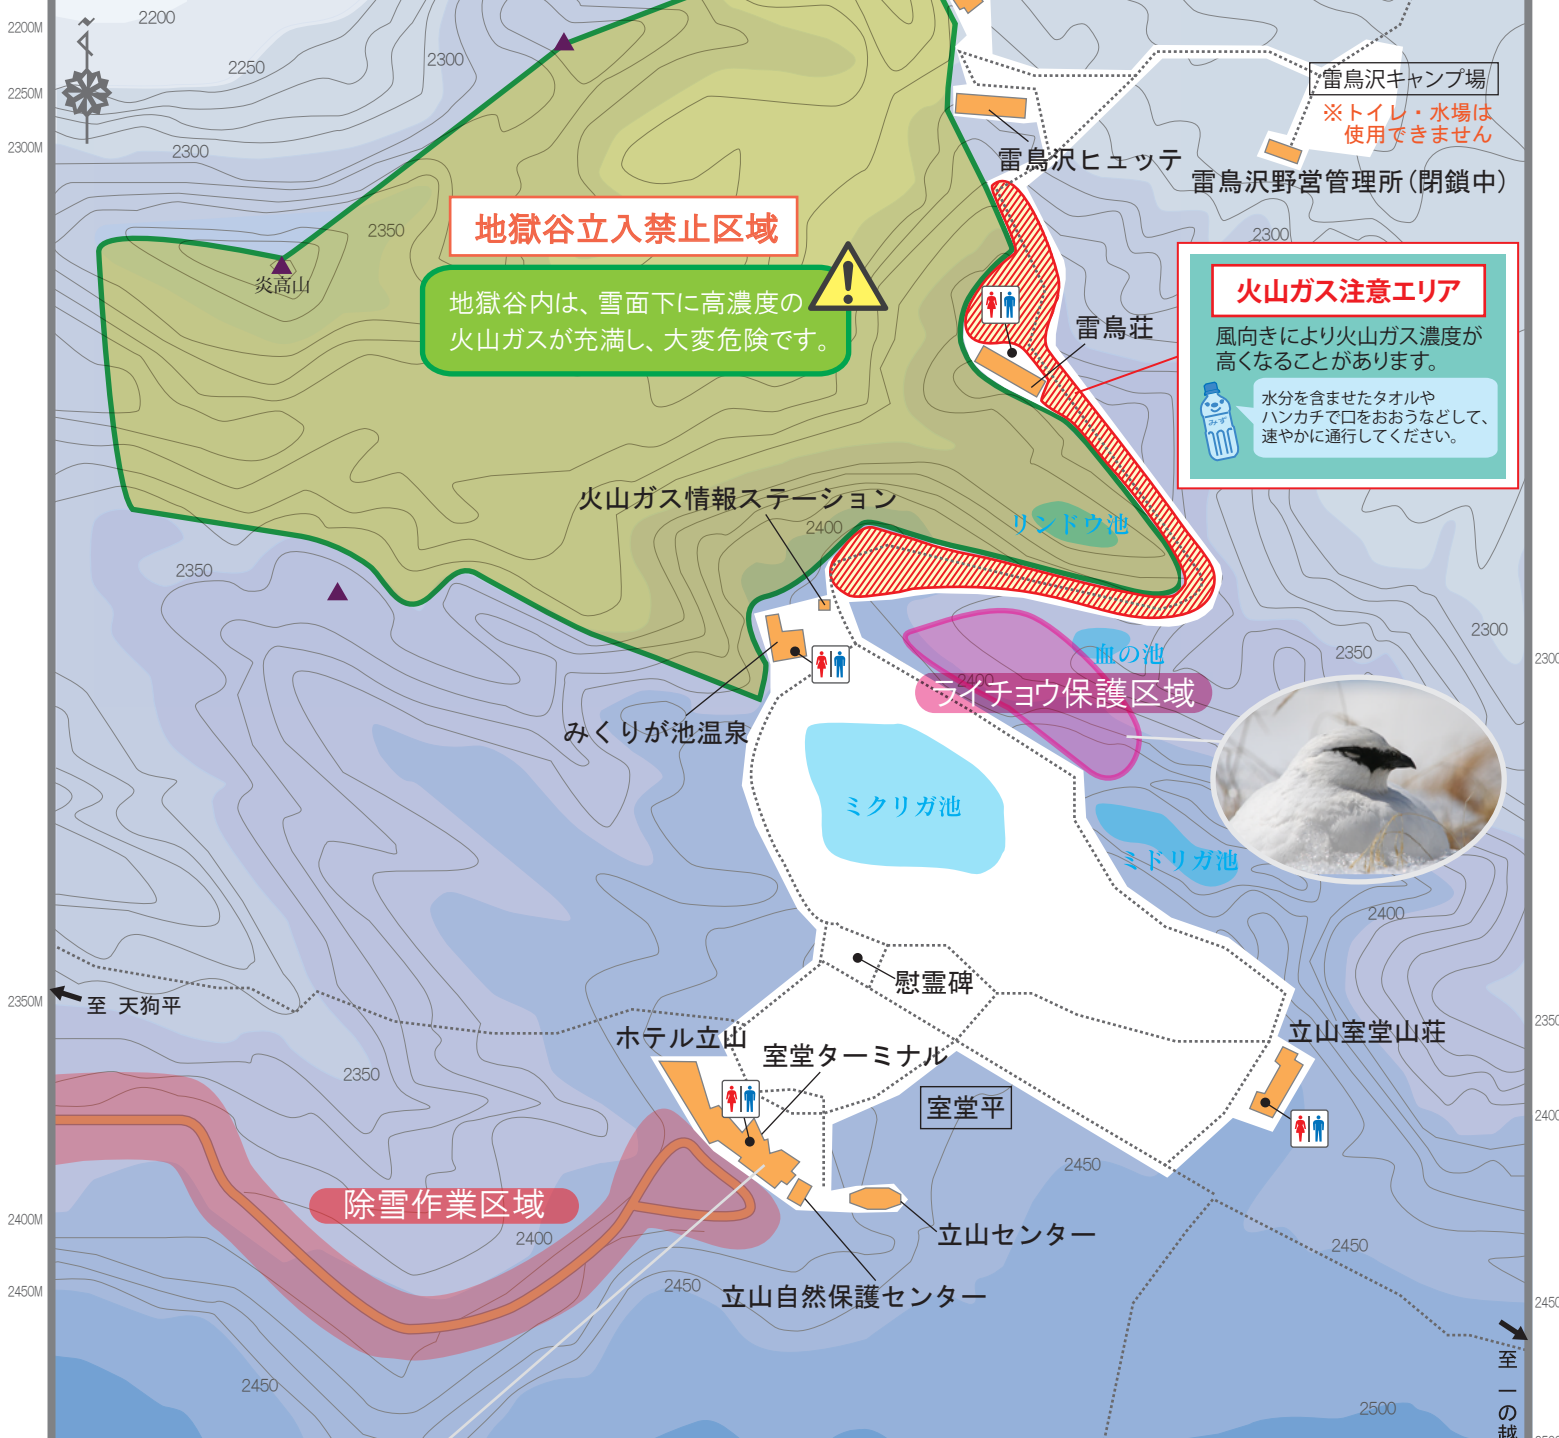 2200M
2250M
2300M
2350M
2400M
2450M
2200
2250
2300
2300
2350
炎高山
地獄谷立入禁止区域
地獄谷内は、雪面下に高濃度の
火山ガスが充満し、大変危険です。
雷鳥沢キャンプ場
※トイレ・水場は
使用できません
雷鳥沢ヒュッテ
雷鳥沢野営管理所(閉鎖中)
2300
火山ガス注意エリア
風向きにより火山ガス濃度が
高くなることがあります。
水分を含ませたタオルや
ハンカチで口をおおうなどして、
速やかに通行してください。
みず
雷鳥荘
火山ガス情報ステーション
2400
リンドウ池
2350
2300
2350
2300
血の池
2400
ライチョウ保護区域
みくりが池温泉
ミクリガ池
ミドリガ池
2400
慰霊碑
至 天狗平
ホテル立山
室堂ターミナル
立山室堂山荘
2350
2350
室堂平
2400
2450
除雪作業区域
2400
立山センター
2450
2450
立山自然保護センター
2450
2450
2500
至 一の越